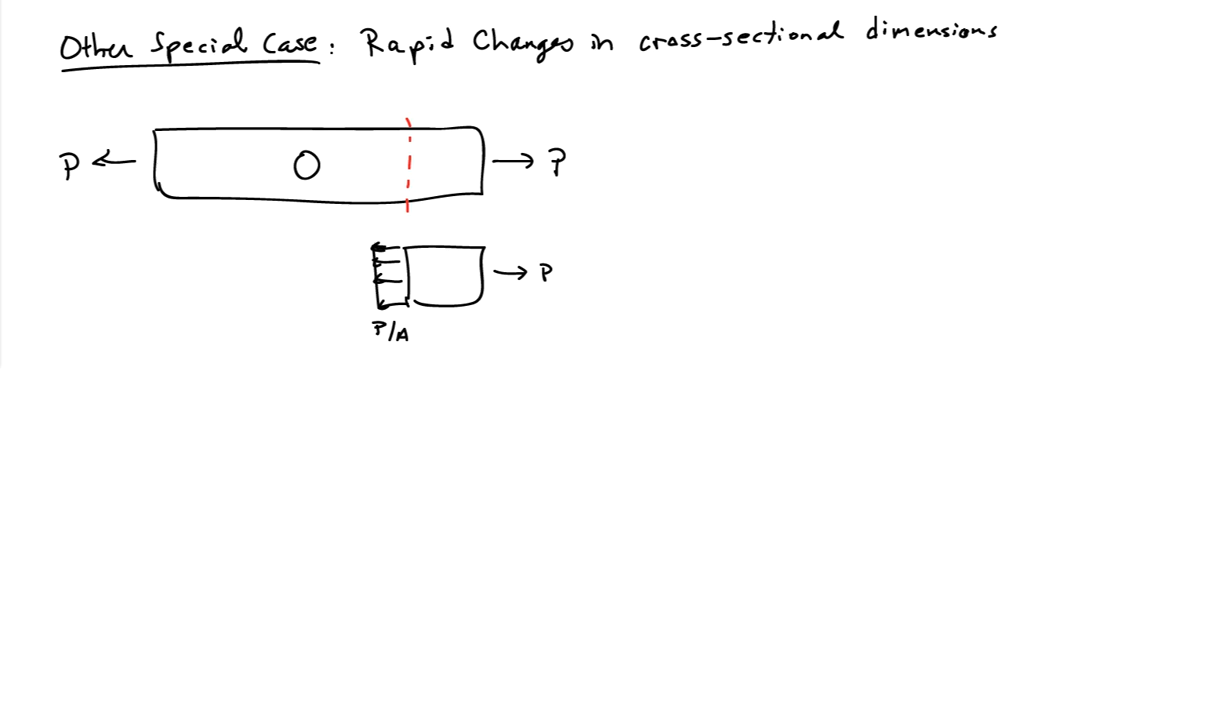 Other Special Case: Rapid Changes in cross-sectional dimensions
P P
P
P/A